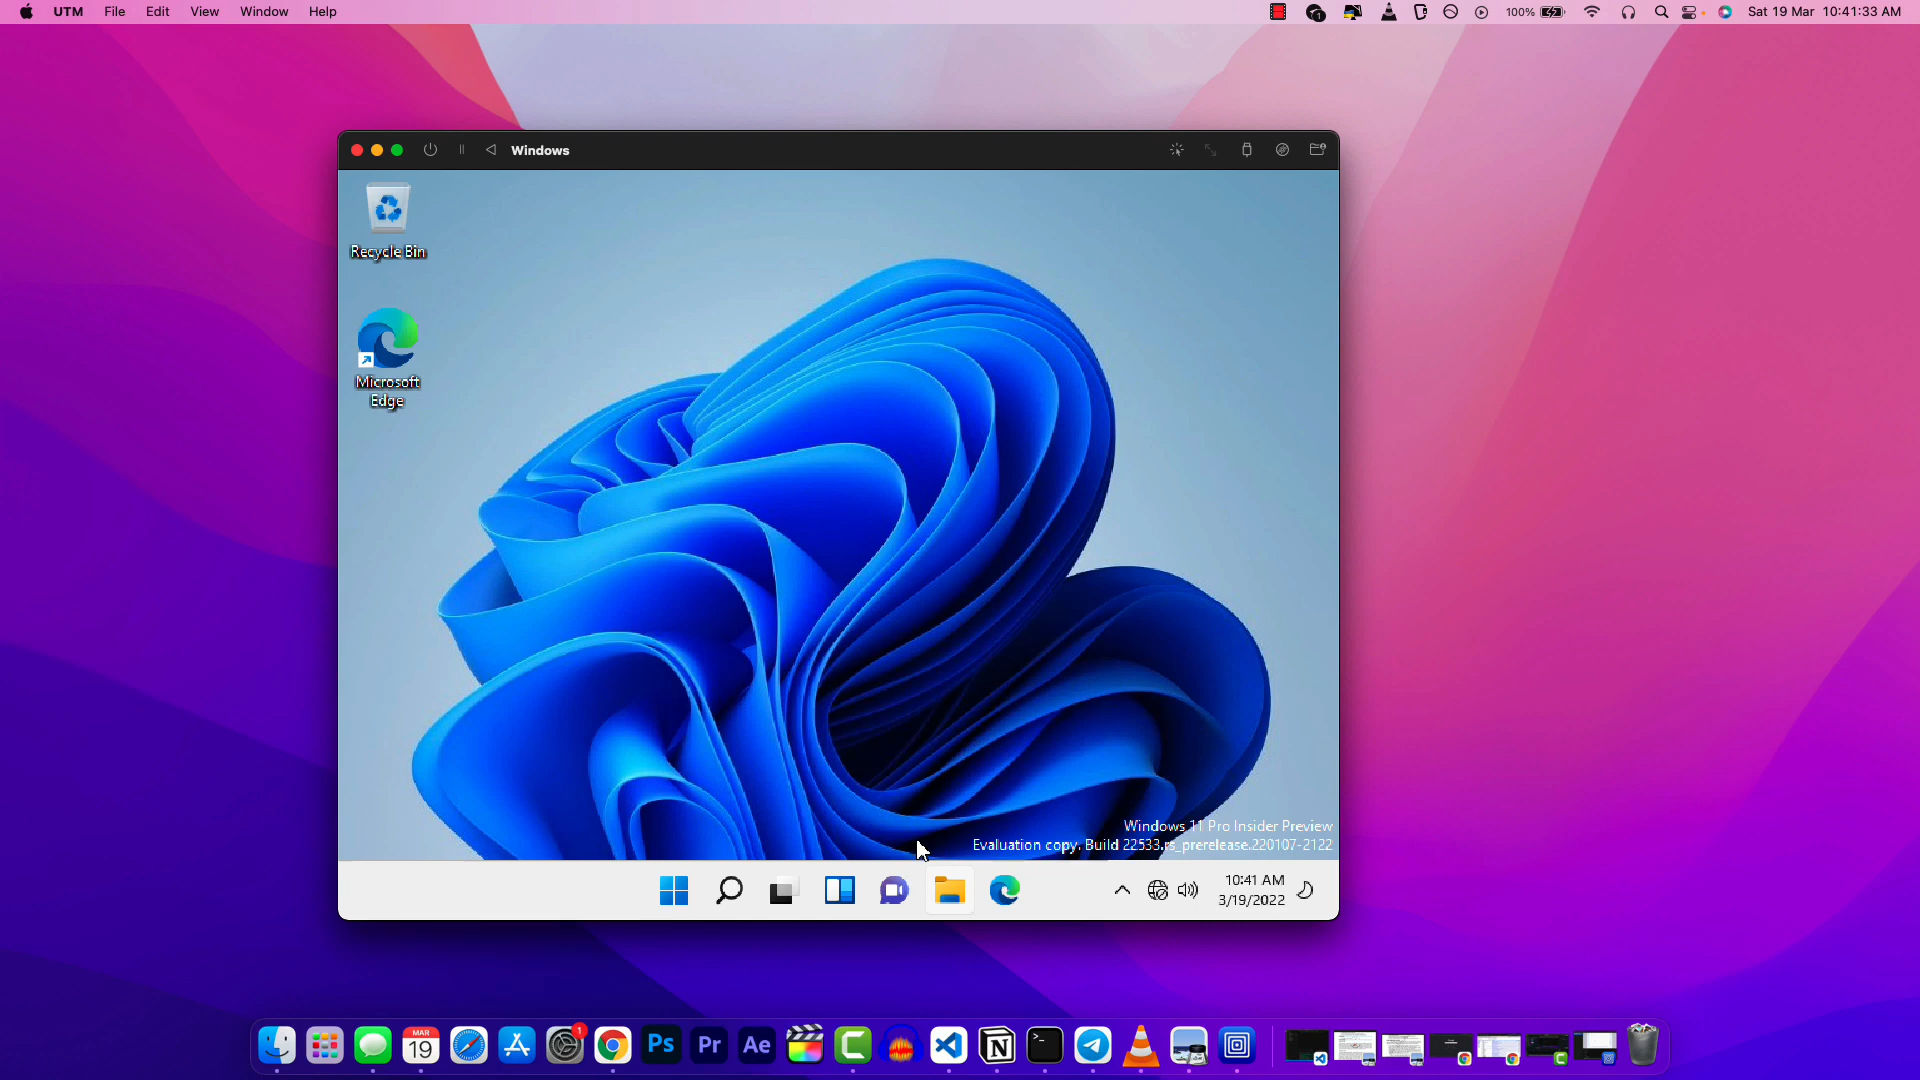 UTM File Edit View Window Help
1
100%
Sat 19 Mar 10:41:33 AM
Windows
Recycle Bin
Microsoft
Edge
Windows 11 Pro Insider Preview
Evaluation copy. Build 22533.rs_prerelease.220107-2122
10:41 AM
3/19/2022
MAR
19
1
Ps
Pr
Ae